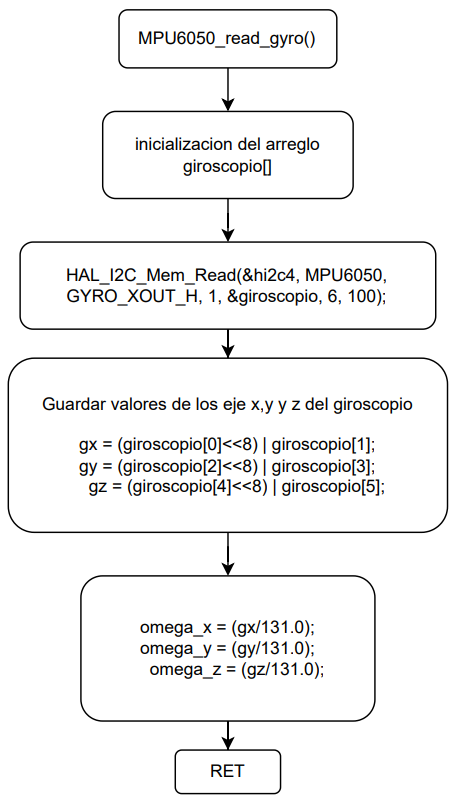 MPU6050_read_gyro()
inicializacion del arreglo
giroscopio[]
HAL_I2C_Mem_Read(&hi2c4, MPU6050,
GYRO_XOUT_H, 1, &giroscopio, 6, 100);
Guardar valores de los eje x,y y z del giroscopio
gx = (giroscopio[0]<<8) | giroscopio[1];
gy = (giroscopio[2]<<8) | giroscopio[3];
gz = (giroscopio[4]<<8) | giroscopio[5];
omega_x = (gx/131.0);
omega_y = (gy/131.0);
omega_z = (gz/131.0);
RET